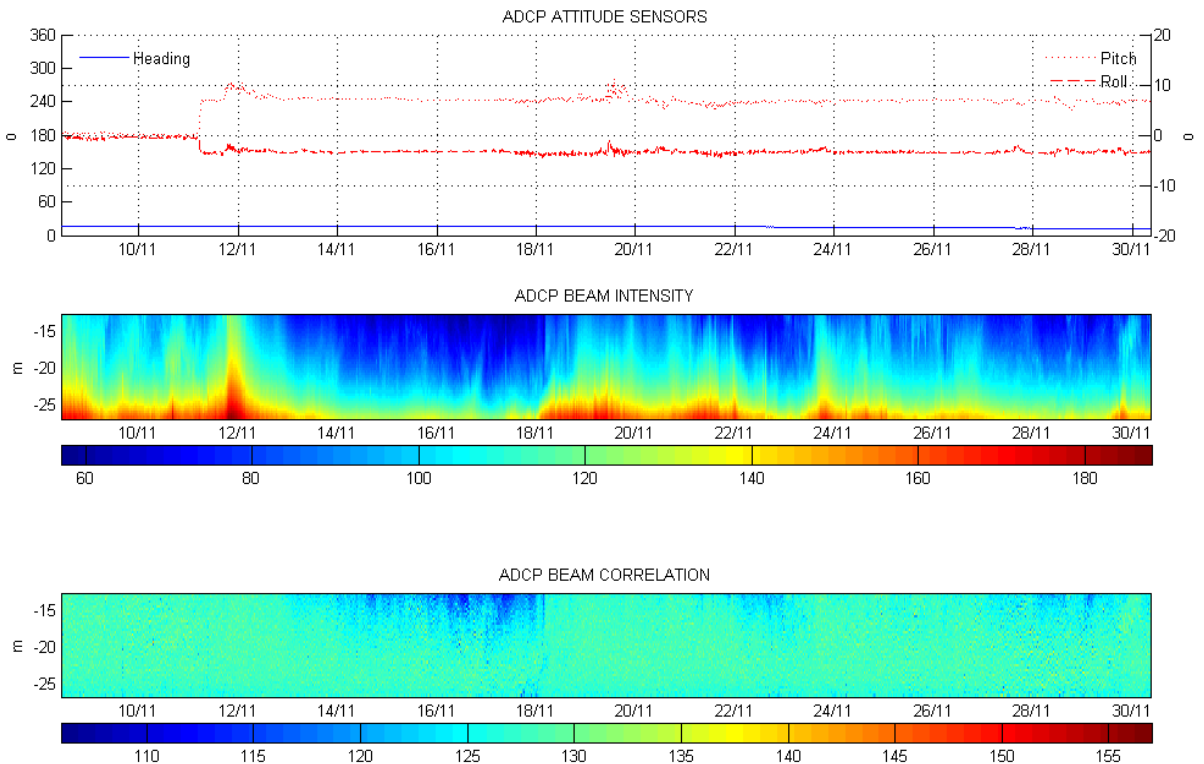 ADCP ATTITUDE SENSORS
360 20
Heading Pitch
300
Roll
10
240
0 180 0 0
120
-10
60
0 -20
10/11 12/11 14/11 16/11 18/11 20/11 22/11 24/11 26/11 28/11 30/11
ADCP BEAM INTENSITY
-15
m -20
-25
10/11 12/11 14/11 16/11 18/11 20/11 22/11 24/11 26/11 28/11 30/11
60 80 100 120 140 160 180
ADCP BEAM CORRELATION
-15
m -20
-25
10/11 12/11 14/11 16/11 18/11 20/11 22/11 24/11 26/11 28/11 30/11
110 115 120 125 130 135 140 145 150 155